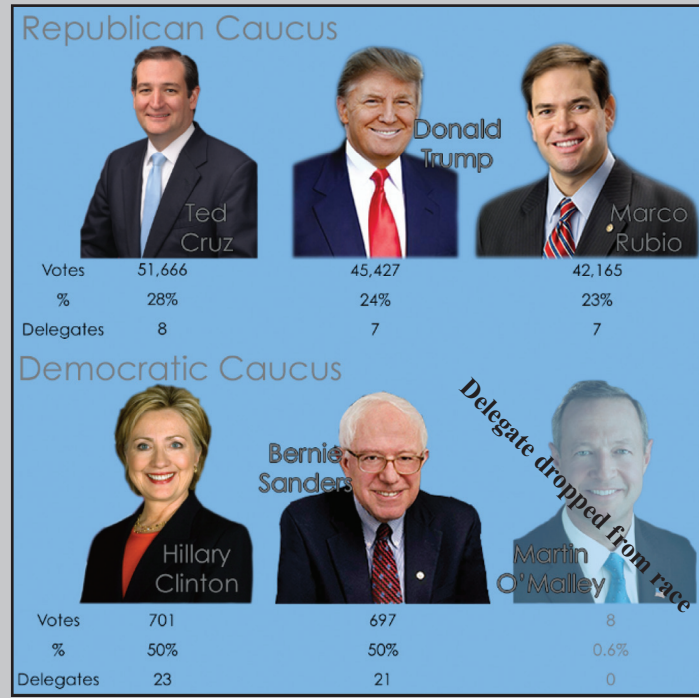 Republican Caucus
Donald
Trump
Ted
Cruz
Marco
Rubio
Votes 51,666 45,427 42,165
% 28% 24% 23%
Delegates 8 7 7
Democratic Caucus
Delegate dropped from race
Bernie
Sanders
Hillary
Clinton
Martin
O'Malley
Votes 701 697 8
% 50% 50% 0.6%
Delegates 23 21 0